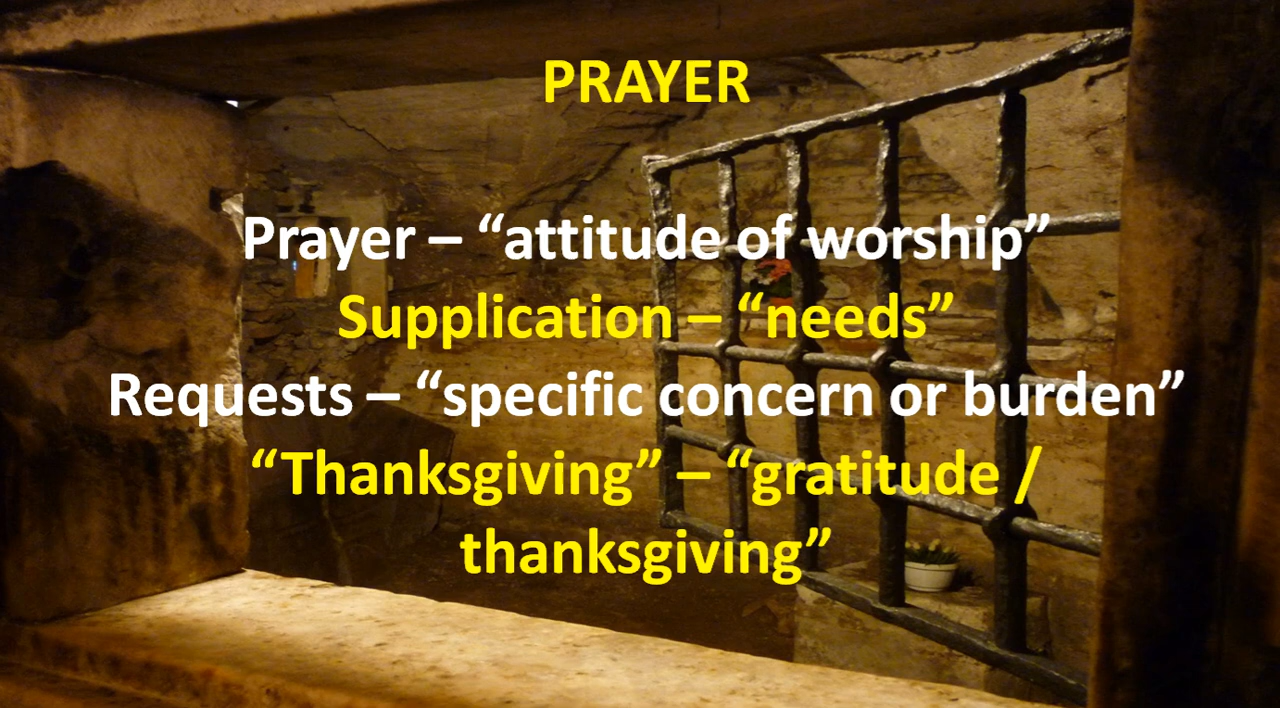 PRAYER
Prayer – “attitude of worship”
Supplication – “needs”
Requests – “specific concern or burden”
“Thanksgiving” – “gratitude /
thanksgiving”